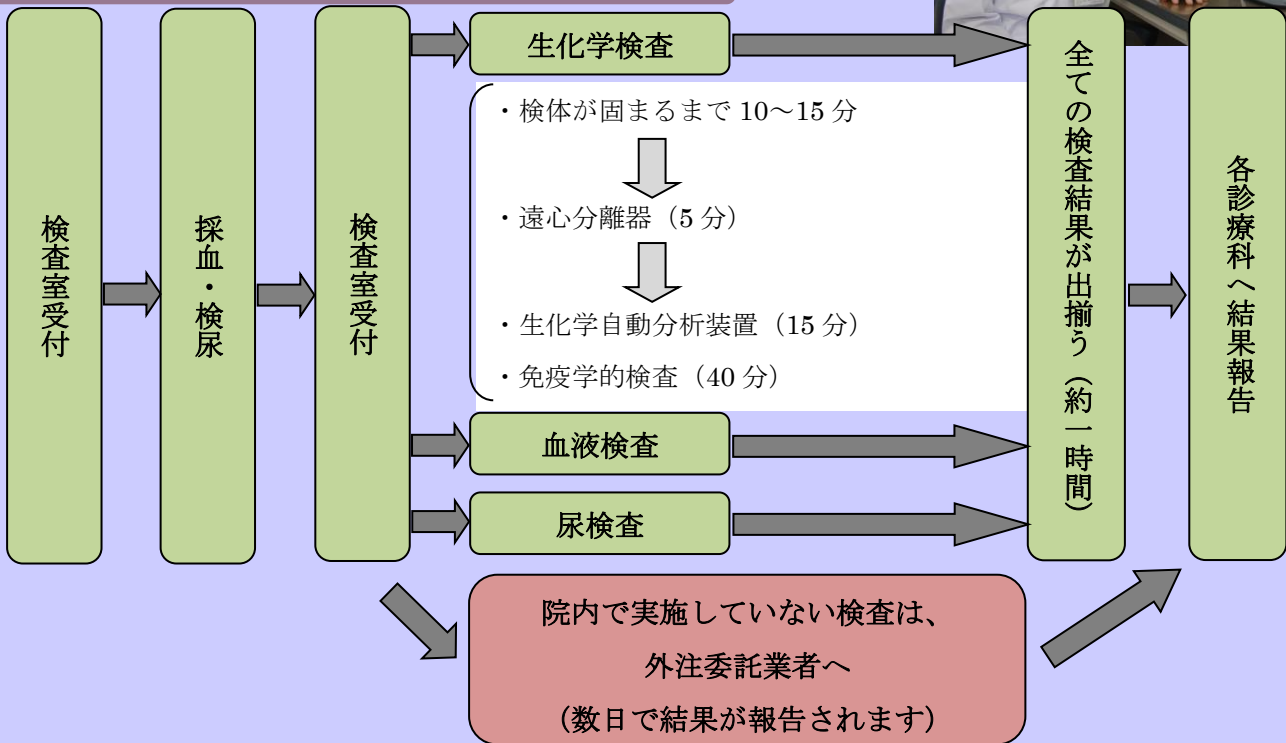 検査室受付
採血・検尿
検査室受付
生化学検査
・検体が固まるまで 10～15 分
・遠心分離器（5 分）
・生化学自動分析装置（15 分）
・免疫学的検査（40 分）
血液検査
尿検査
院内で実施していない検査は、
外注委託業者へ
（数日で結果が報告されます）
全ての検査結果が出揃う（約一時間）
各診療科へ結果報告